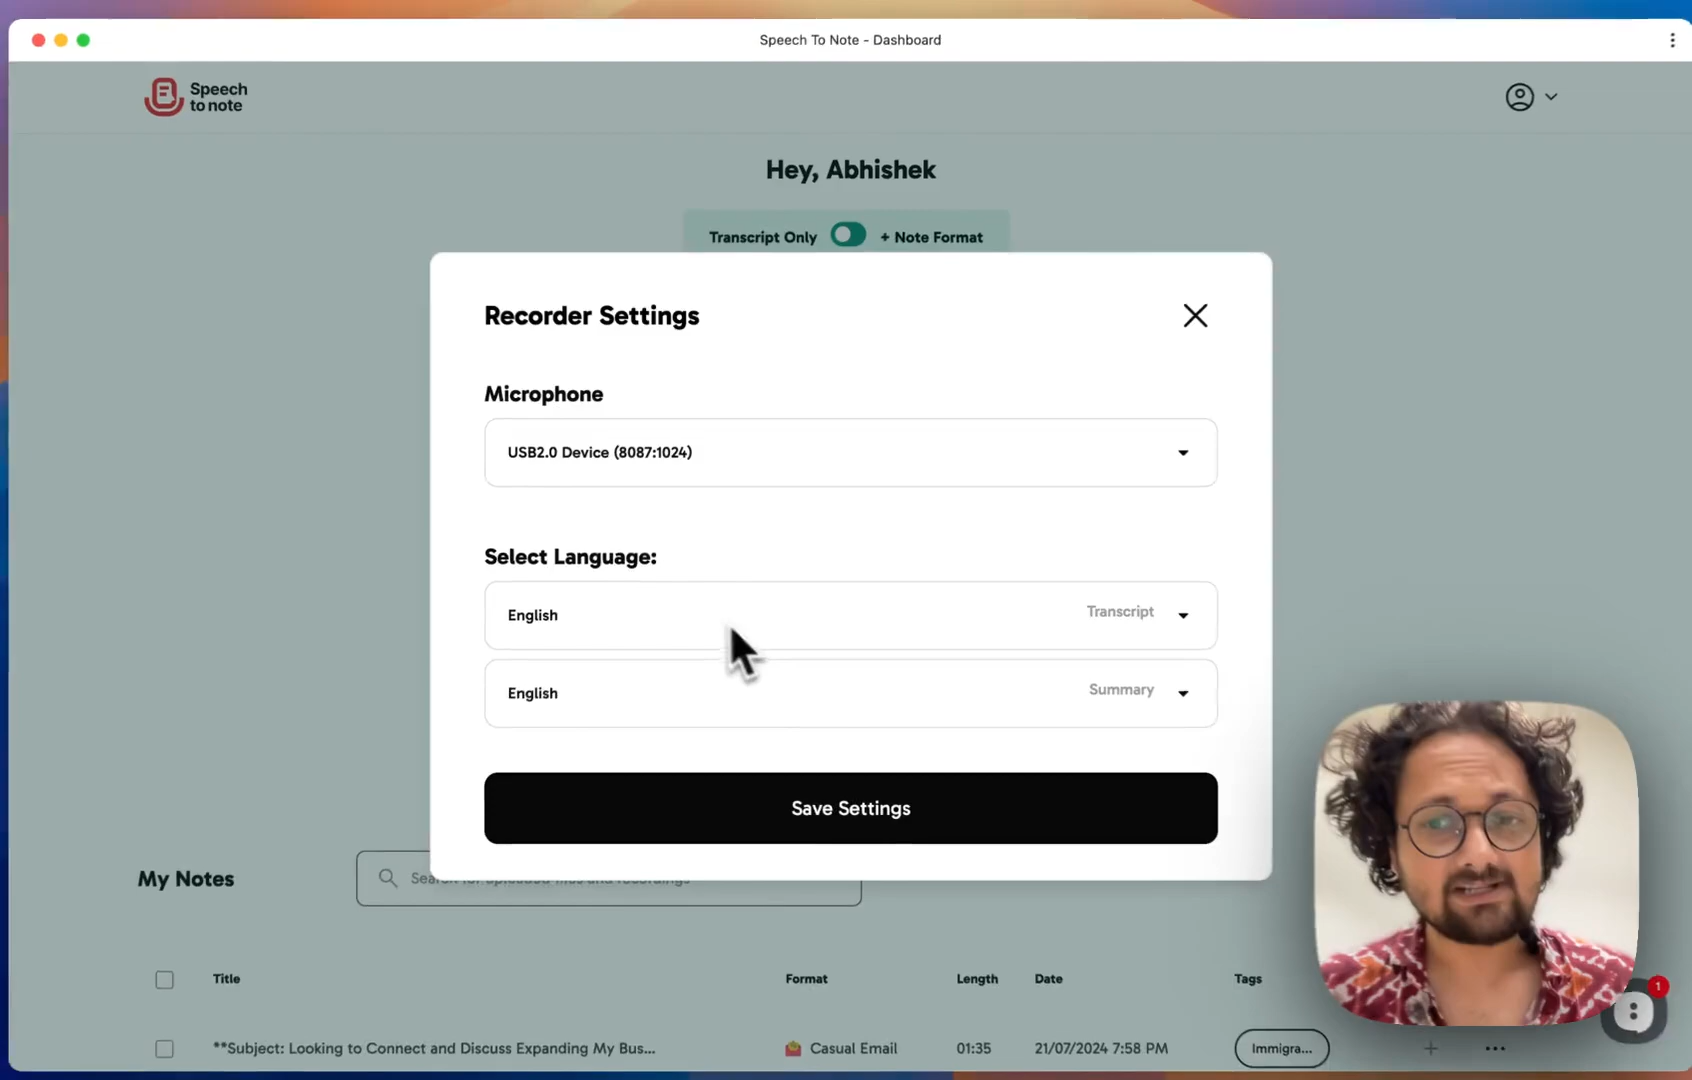 Speech To Note - Dashboard
Speech
to note
Hey, Abhishek
Transcript Only + Note Format
Recorder Settings
Microphone
USB2.0 Device (8087:1024)
Select Language:
English Transcript
English Summary
Save Settings
My Notes
Title Format Length Date Tags
**Subject: Looking to Connect and Discuss Expanding My Bus... Casual Email 01:35 21/07/2024 7:58 PM Immigra...
1